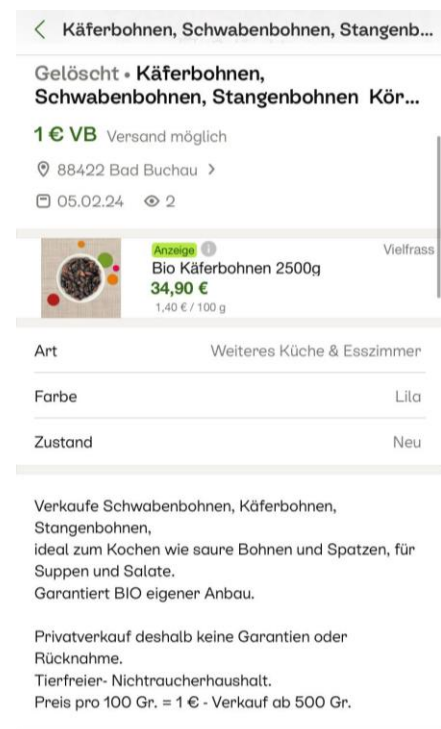 Käferbohnen, Schwabenbohnen, Stangenb...
Gelöscht • Käferbohnen,
Schwabenbohnen, Stangenbohnen Kör...
1 € VB Versand möglich
88422 Bad Buchau >
05.02.24 2
Anzeige i Vielfrass
Bio Käferbohnen 2500g
34,90 €
1,40 € / 100 g
Art Weiteres Küche & Esszimmer
Farbe Lila
Zustand Neu
Verkaufe Schwabenbohnen, Käferbohnen,
Stangenbohnen,
ideal zum Kochen wie saure Bohnen und Spatzen, für
Suppen und Salate.
Garantiert BIO eigener Anbau.
Privatverkauf deshalb keine Garantien oder
Rücknahme.
Tierfreier- Nichtraucherhaushalt.
Preis pro 100 Gr. = 1 € - Verkauf ab 500 Gr.